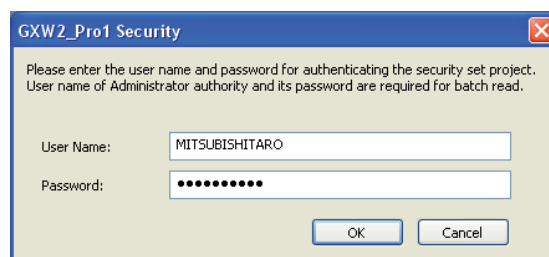 GXW2_Pro1 Security
Please enter the user name and password for authenticating the security set project.
User name of Administrator authority and its password are required for batch read.
User Name: MITSUBISHITARO
Password: ●●●●●●●●●●
OK Cancel